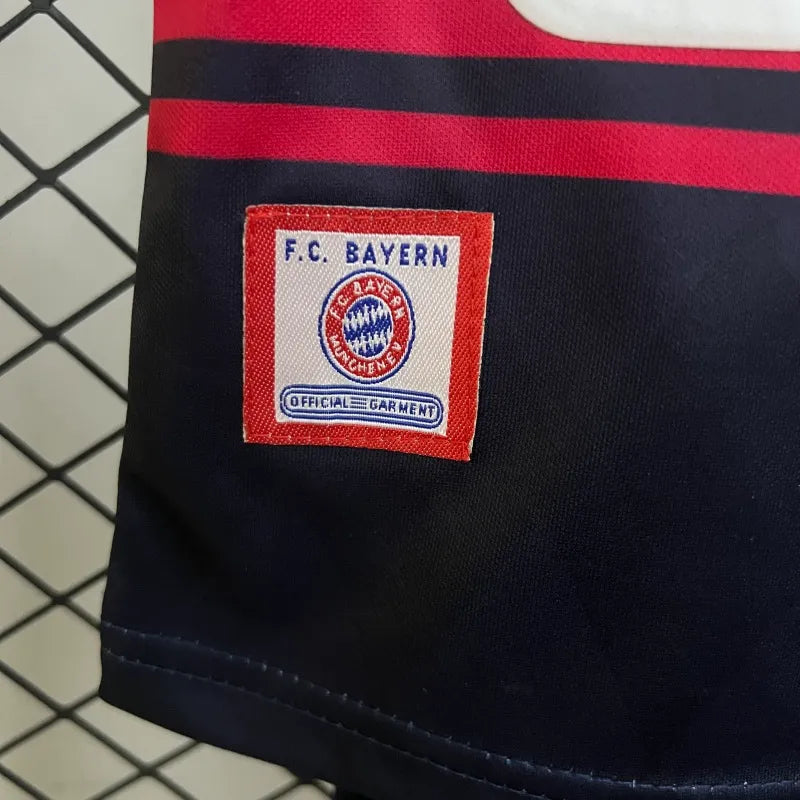 F.C. BAYERN
F.C. BAYERN
MÜNCHEN E.V
OFFICIAL GARMENT